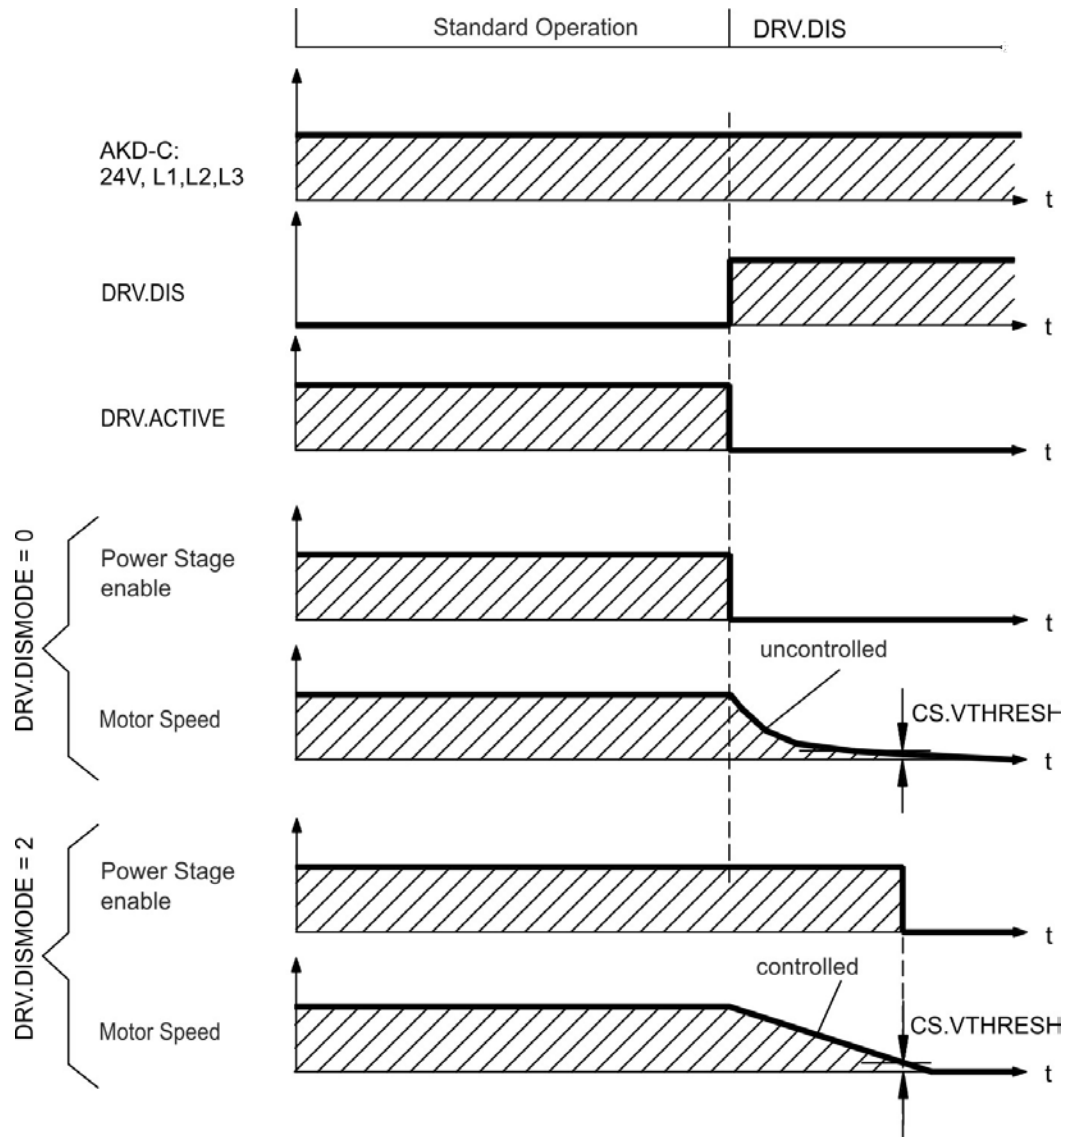 Standard Operation
DRV.DIS
AKD-C:
24V, L1,L2,L3
t
DRV.DIS
t
DRV.ACTIVE
t
DRV.DISMODE = 0
Power Stage
enable
t
uncontrolled
Motor Speed
CS.VTHRESH
t
DRV.DISMODE = 2
Power Stage
enable
t
controlled
Motor Speed
CS.VTHRESH
t